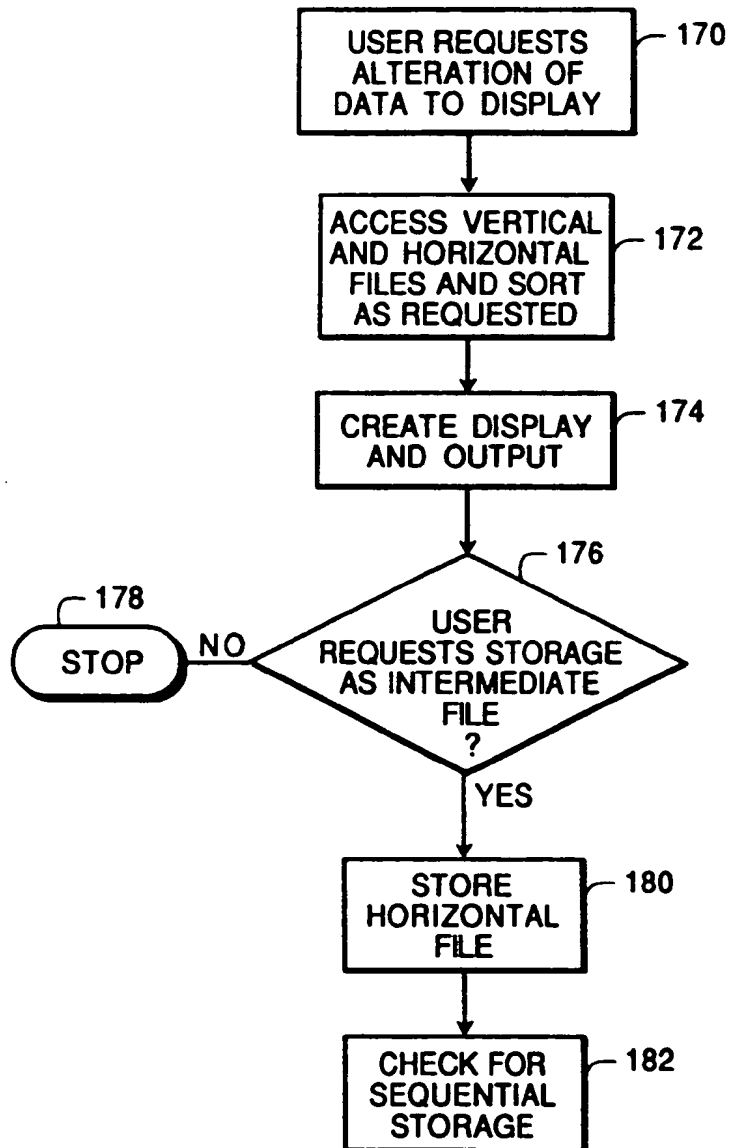 USER REQUESTS
ALTERATION OF
DATA TO DISPLAY
170
ACCESS VERTICAL
AND HORIZONTAL
FILES AND SORT
AS REQUESTED
172
CREATE DISPLAY
AND OUTPUT
174
176
USER
REQUESTS STORAGE
AS INTERMEDIATE
FILE
?
178
STOP
NO
YES
STORE
HORIZONTAL
FILE
180
CHECK FOR
SEQUENTIAL
STORAGE
182